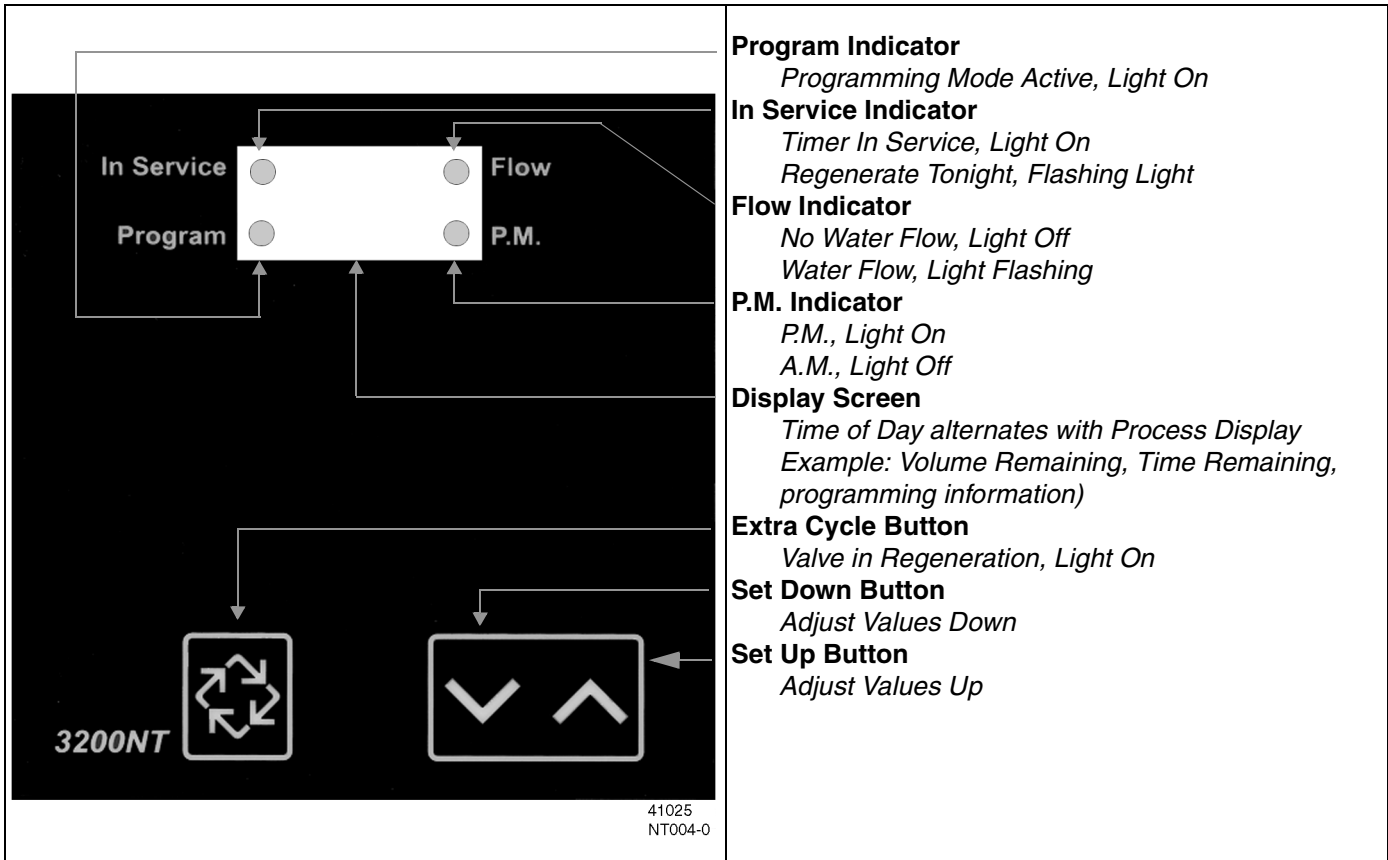 In Service
Flow
Program
P.M.
3200NT
41025
NT004-0
Program Indicator
Programming Mode Active, Light On
In Service Indicator
Timer In Service, Light On
Regenerate Tonight, Flashing Light
Flow Indicator
No Water Flow, Light Off
Water Flow, Light Flashing
P.M. Indicator
P.M., Light On
A.M., Light Off
Display Screen
Time of Day alternates with Process Display
Example: Volume Remaining, Time Remaining,
programming information)
Extra Cycle Button
Valve in Regeneration, Light On
Set Down Button
Adjust Values Down
Set Up Button
Adjust Values Up